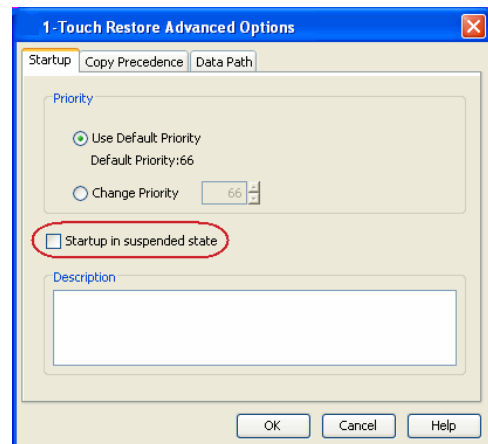 1-Touch Restore Advanced Options
Startup Copy Precedence Data Path
Priority
Use Default Priority
Default Priority:66
Change Priority 66
Startup in suspended state
Description
OK Cancel Help